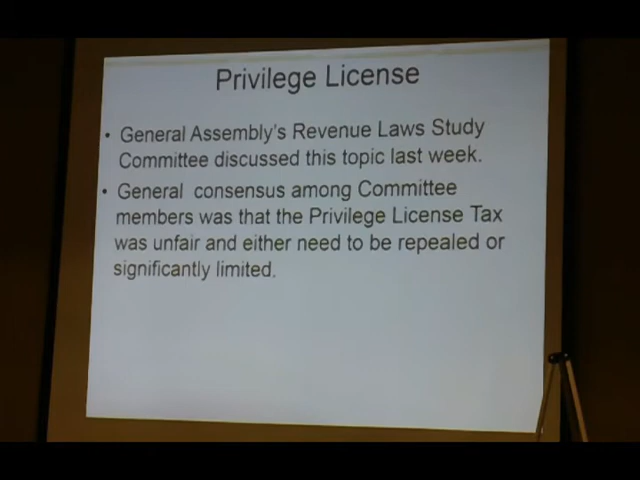 Privilege License
• General Assembly's Revenue Laws Study
Committee discussed this topic last week.
• General consensus among Committee
members was that the Privilege License Tax
was unfair and either need to be repealed or
significantly limited.